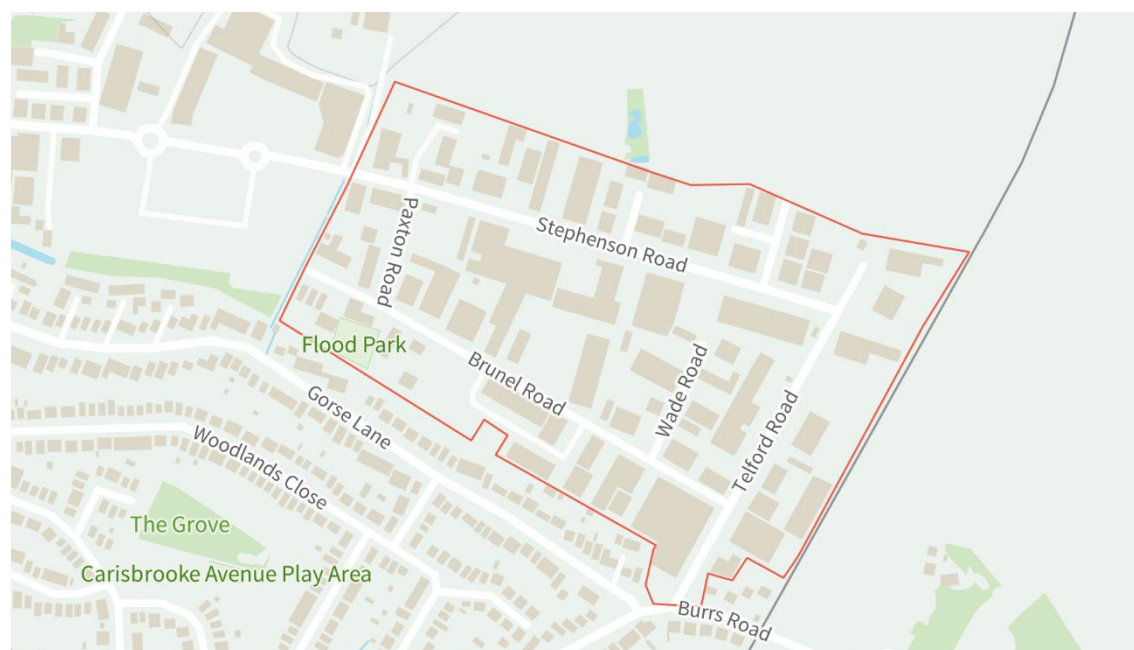 Paxton Road
Stephenson Road
Flood Park
Brunel Road
Wade Road
Gorse Lane
Telford Road
Woodlands Close
The Grove
Carisbrooke Avenue Play Area
Burrs Road